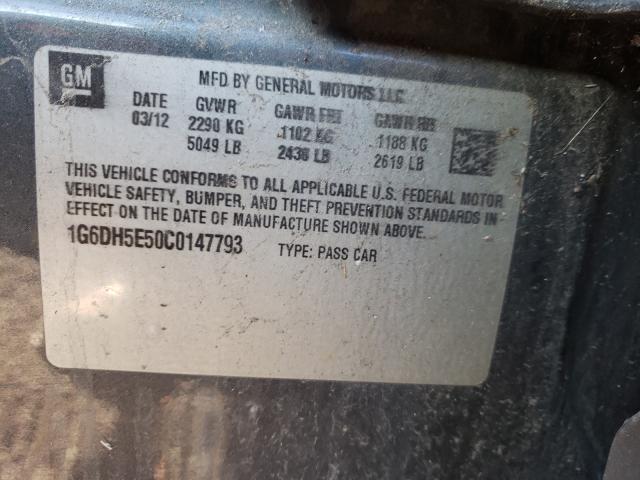 GM
MFD BY GENERAL MOTORS LLC
DATE GVWR GAWR FRT GAWR RR
03/12 2290 KG 1102 KG 1188 KG
5049 LB 2430 LB 2619 LB
THIS VEHICLE CONFORMS TO ALL APPLICABLE U.S. FEDERAL MOTOR
VEHICLE SAFETY, BUMPER, AND THEFT PREVENTION STANDARDS IN
EFFECT ON THE DATE OF MANUFACTURE SHOWN ABOVE.
1G6DH5E50C0147793 TYPE: PASS CAR